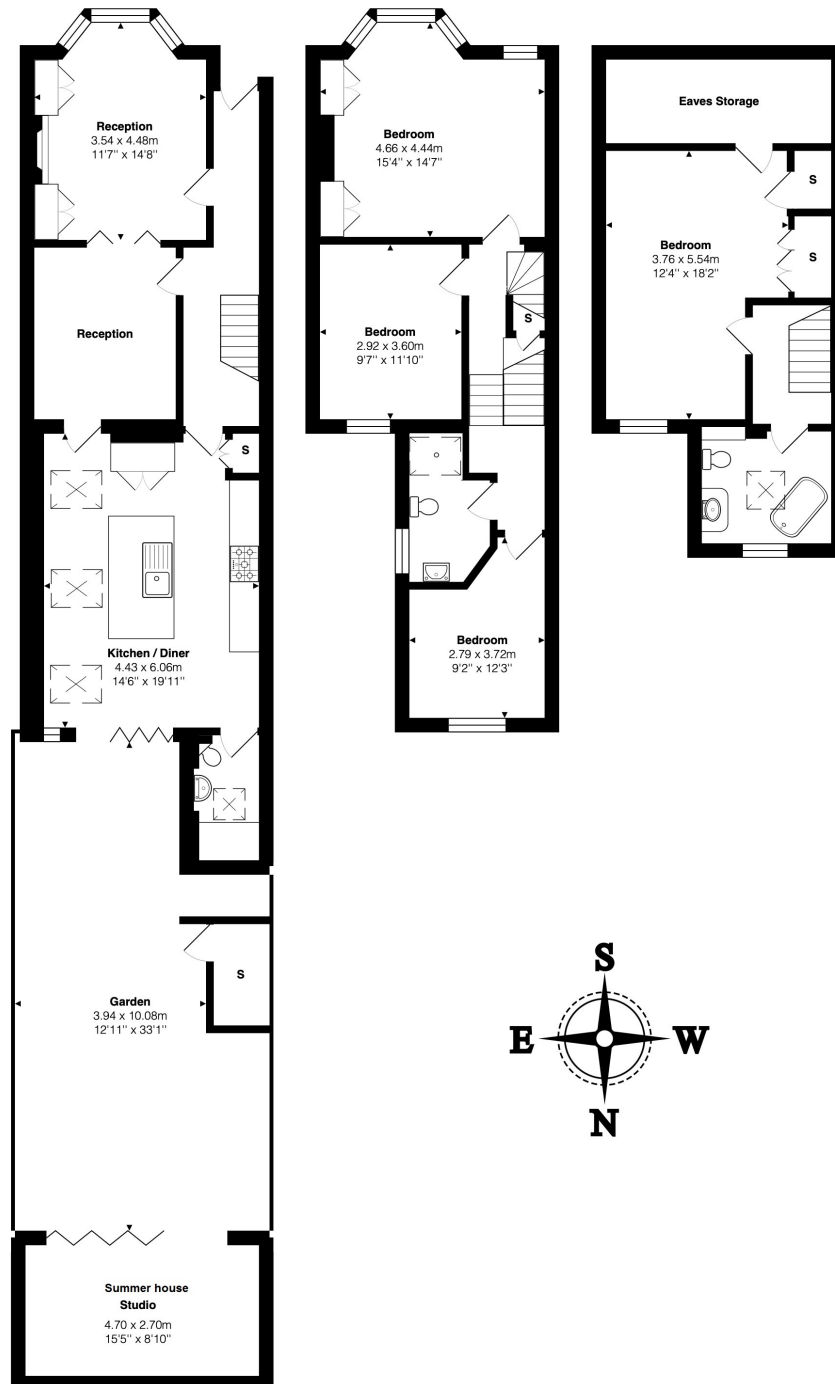 Reception
3.54 x 4.48m
11'7" x 14'8"
Reception
S
Kitchen / Diner
4.43 x 6.06m
14'6" x 19'11"
S
Garden
3.94 x 10.08m
12'11" x 33'1"
Summer house
Studio
4.70 x 2.70m
15'5" x 8'10"
Bedroom
4.66 x 4.44m
15'4" x 14'7"
Bedroom
2.92 x 3.60m
9'7" x 11'10"
S
Bedroom
2.79 x 3.72m
9'2" x 12'3"
Eaves Storage
S
Bedroom
3.76 x 5.54m
12'4" x 18'2"
S
S
E
W
N